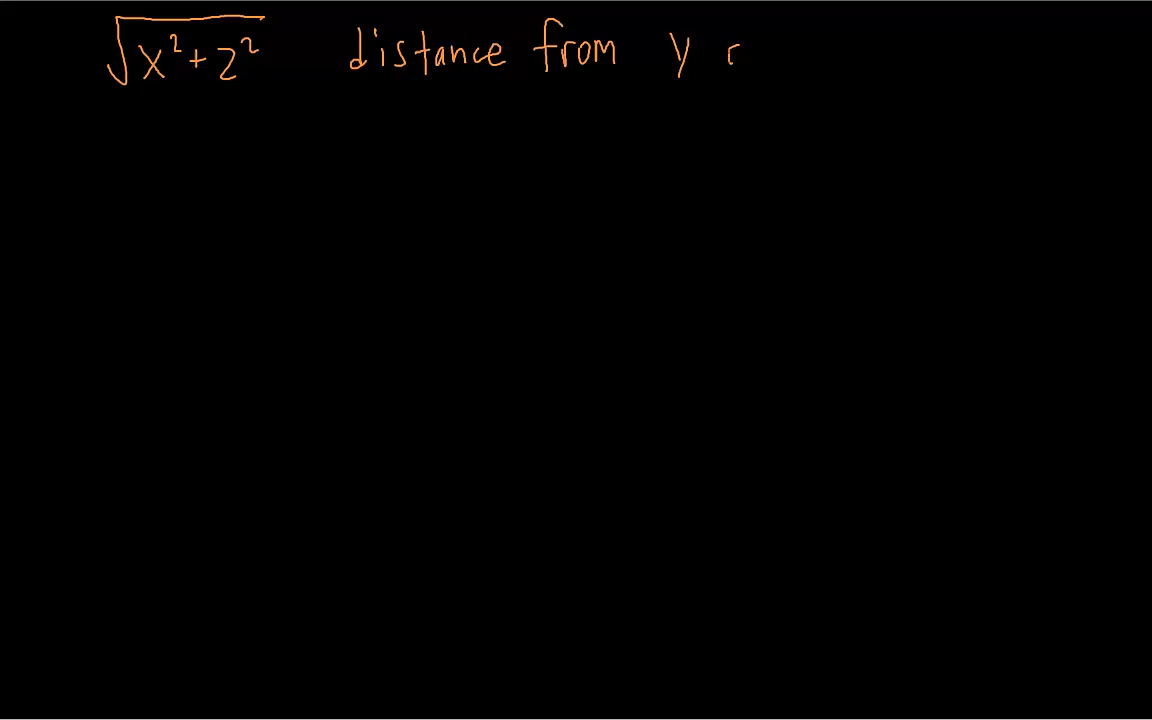 √(x² + z²) distance from y